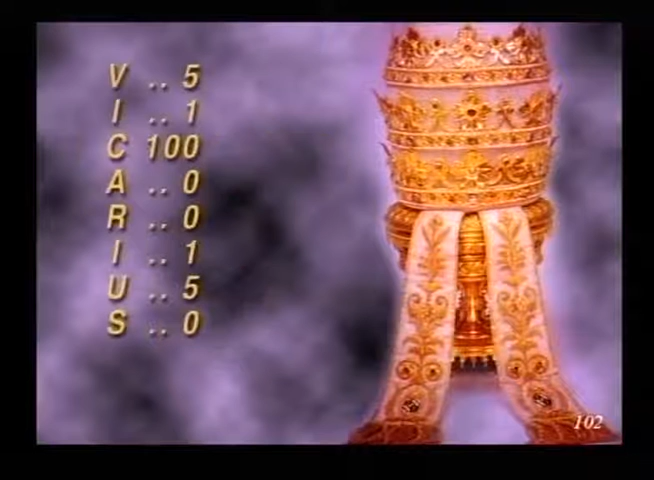 V .. 5
I .. 1
C 100
A .. 0
R .. 0
I .. 1
U .. 5
S .. 0
102